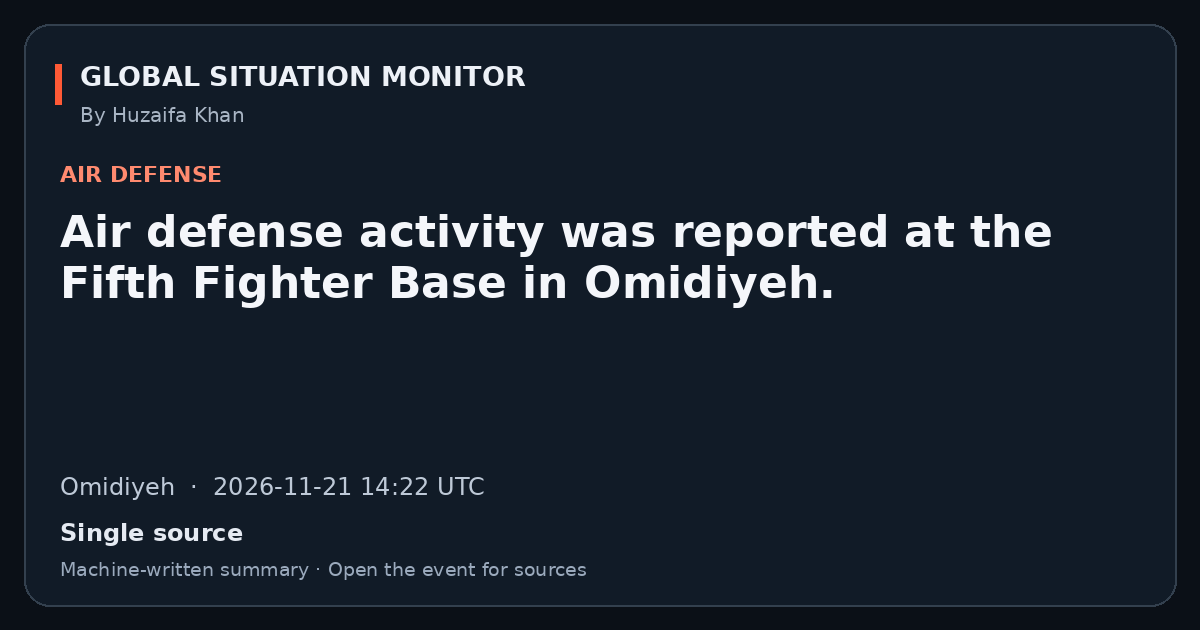 GLOBAL SITUATION MONITOR
By Huzaifa Khan
AIR DEFENSE
Air defense activity was reported at the
Fifth Fighter Base in Omidiyeh.
Omidiyeh · 2026-11-21 14:22 UTC
Single source
Machine-written summary · Open the event for sources